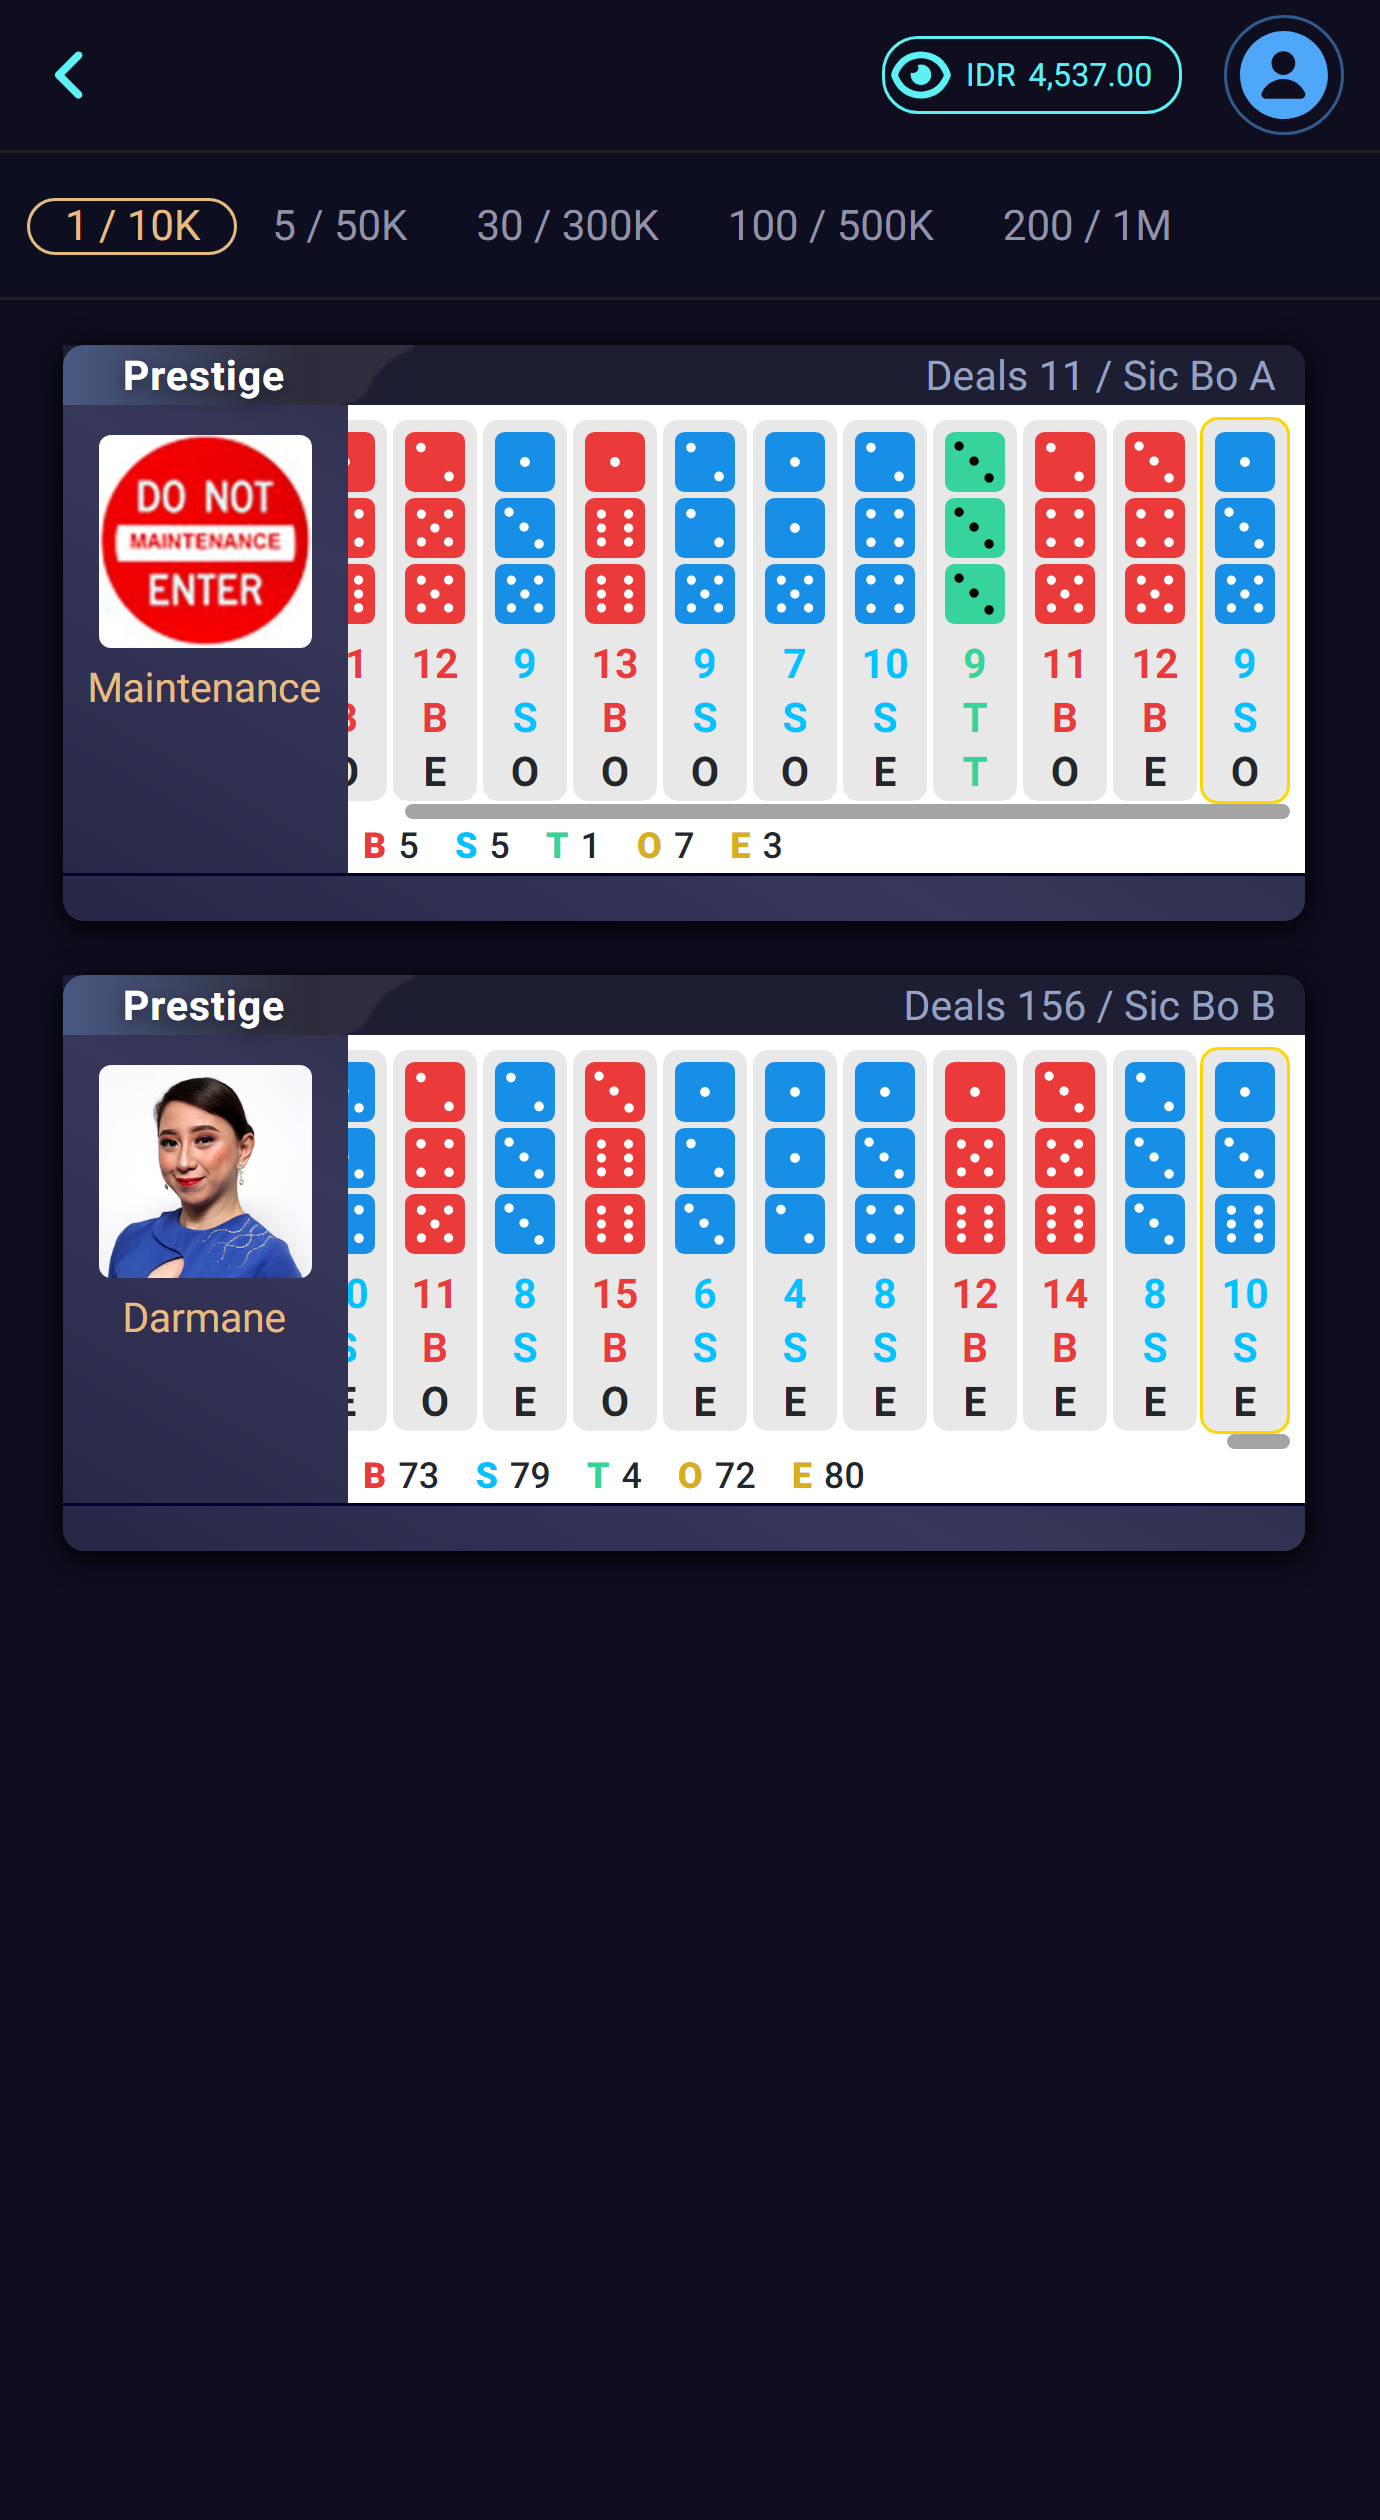 IDR 4,537.00
1 / 10K 5 / 50K 30 / 300K 100 / 500K 200 / 1M
Prestige Deals 11 / Sic Bo A
DO NOT
MAINTENANCE
ENTER
Maintenance
1 12 9 13 9 7 10 9 11 12 9
B B S B S S S T B B S
O E O O O O E T O E O
B 5 S 5 T 1 O 7 E 3
Prestige Deals 156 / Sic Bo B
Darmane
0 11 8 15 6 4 8 12 14 8 10
S B S B S S S B B S S
E O E O E E E E E E E
B 73 S 79 T 4 O 72 E 80